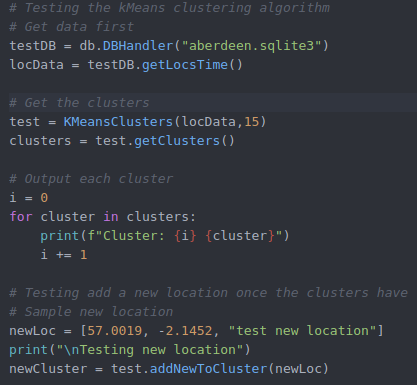 # Testing the kMeans clustering algorithm
# Get data first
testDB = db.DBHandler("aberdeen.sqlite3")
locData = testDB.getLocsTime()
# Get the clusters
test = KMeansClusters(locData,15)
clusters = test.getClusters()
# Output each cluster
i = 0
for cluster in clusters:
    print(f"Cluster: {i} {cluster}")
    i += 1
# Testing add a new location once the clusters have
# Sample new location
newLoc = [57.0019, -2.1452, "test new location"]
print("\nTesting new location")
newCluster = test.addNewToCluster(newLoc)